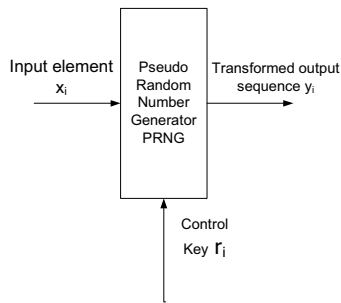 Input element
xi
Pseudo
Random
Number
Generator
PRNG
Transformed output
sequence yi
Control
Key ri